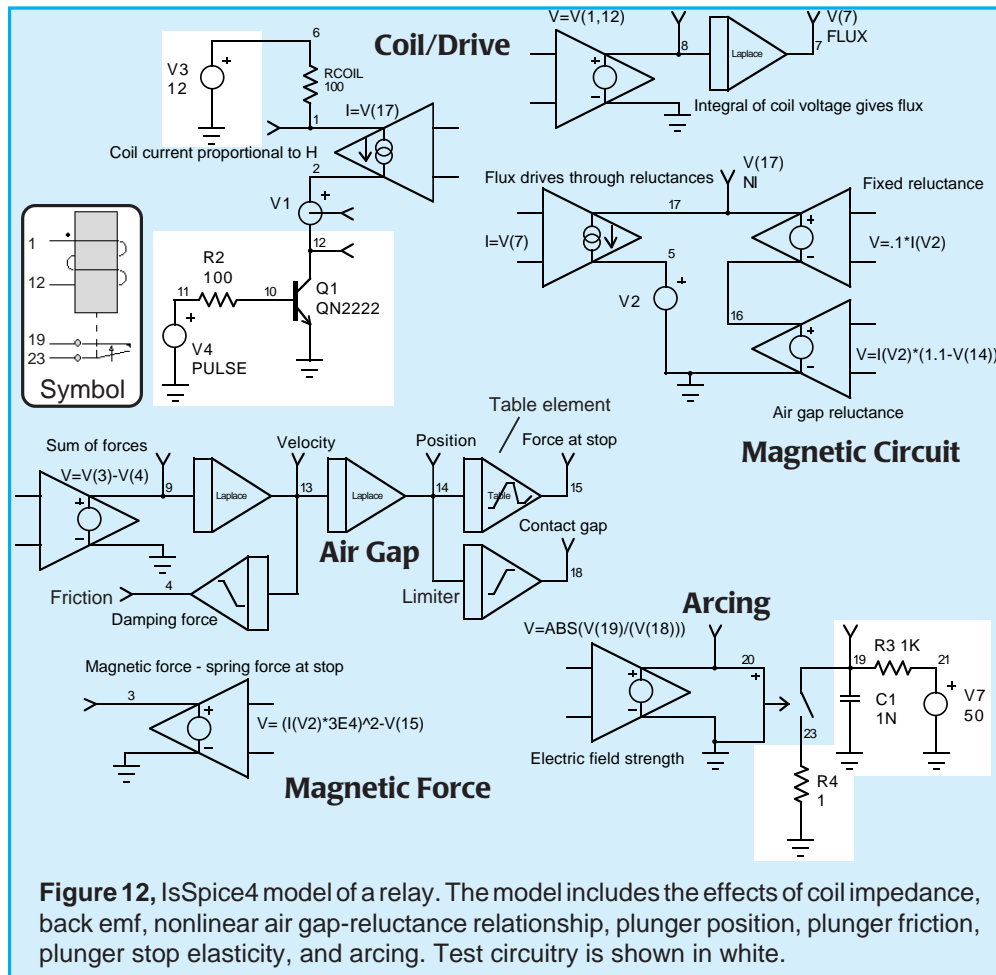 Coil/Drive
6
V3
12
RCOIL
100
1
I=V(17)
Coil current proportional to H
2
V1
12
R2
100
11
10
Q1
QN2222
V4
PULSE
1
12
19
23
Symbol
V=V(1,12)
8
Laplace
V(7)
FLUX
7
Integral of coil voltage gives flux
Flux drives through reluctances
V(17)
NI
Fixed reluctance
17
I=V(7)
5
V2
V=.1*I(V2)
16
V=I(V2)*(1.1-V(14))
Air gap reluctance
Magnetic Circuit
Table element
Sum of forces
Velocity
Position
Force at stop
V=V(3)-V(4)
9
Laplace
13
Laplace
14
Table
15
Contact gap
Air Gap
18
Friction
4
Limiter
Damping force
Arcing
V=ABS(V(19)/(V(18)))
20
19
R3 1K
21
C1
1N
V7
50
23
Electric field strength
R4
1
Magnetic force - spring force at stop
3
V= (I(V2)*3E4)^2-V(15)
Magnetic Force
Figure 12, IsSpice4 model of a relay. The model includes the effects of coil impedance,
back emf, nonlinear air gap-reluctance relationship, plunger position, plunger friction,
plunger stop elasticity, and arcing. Test circuitry is shown in white.